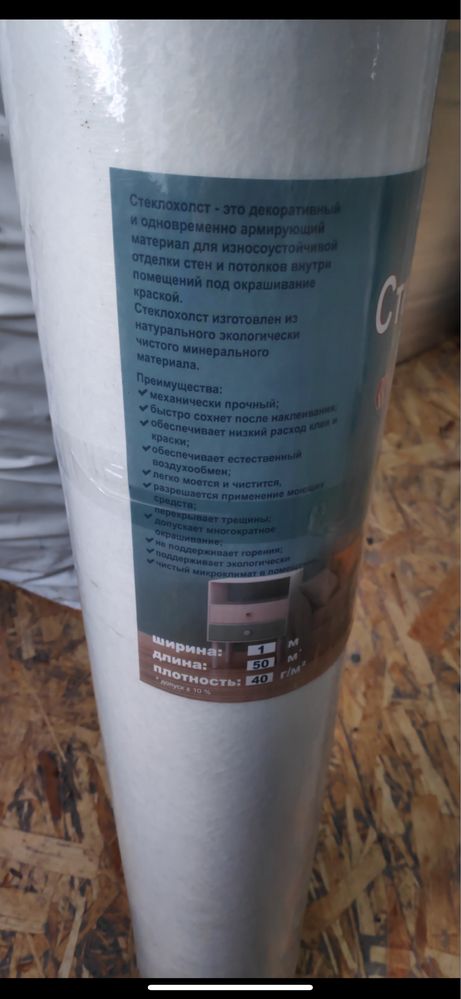 Стеклохолст - это декоративный
и одновременно армирующий
материал для износоустойчивой
отделки стен и потолков внутри
помещений под окрашивание
краской.
Стеклохолст изготовлен из
натурального экологически
чистого минерального
материала.
Преимущества:
✓механически прочный;
✓быстро сохнет после наклеивания;
✓обеспечивает низкий расход клея и
краски;
✓обеспечивает естественный
воздухообмен;
✓легко моется и чистится,
✓разрешается применение моющих
средств;
✓перекрывает трещины;
✓допускает многократное
окрашивание;
✓не поддерживает горения;
✓поддерживает экологически
✓чистый микроклимат в
ширина: 1 м
длина: 50 м
плотность: 40 г/м²
* допуск ± 10 %
Ст